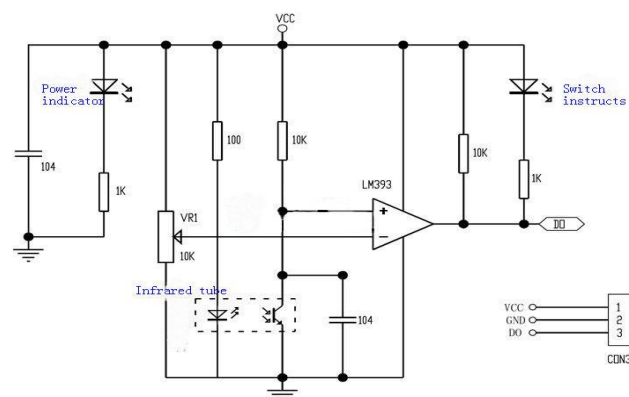 VCC
Power
indicator
Switch
instructs
100
10K
10K
104
1K
LM393
1K
VR1
+
−
DO
10K
Infrared tube
104
VCC
1
GND
2
DO
3
CON3